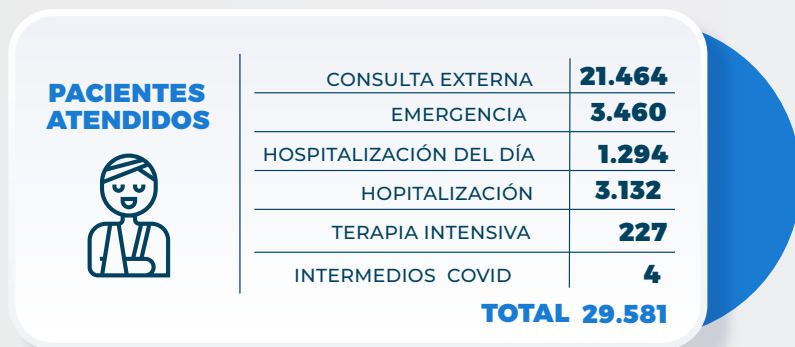 PACIENTES
ATENDIDOS
CONSULTA EXTERNA 21.464
EMERGENCIA 3.460
HOSPITALIZACIÓN DEL DÍA 1.294
HOPITALIZACIÓN 3.132
TERAPIA INTENSIVA 227
INTERMEDIOS COVID 4
TOTAL 29.581